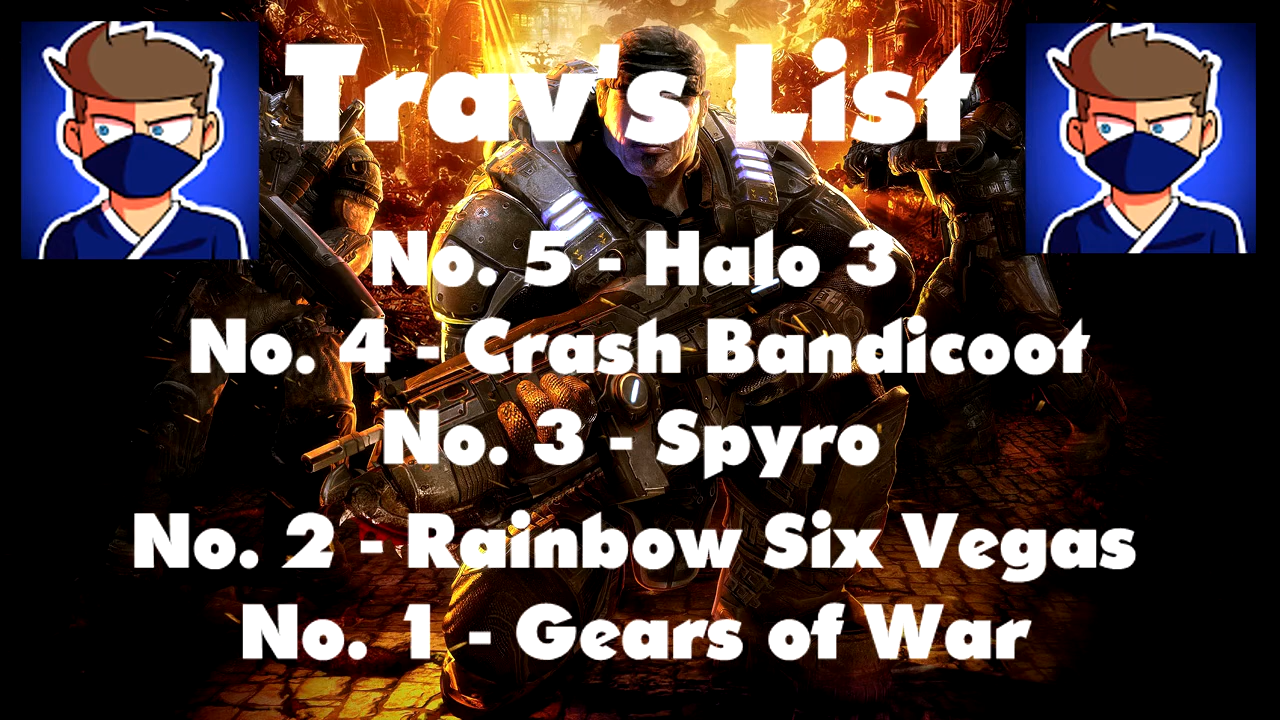 Trav's List
No. 5 - Halo 3
No. 4 - Crash Bandicoot
No. 3 - Spyro
No. 2 - Rainbow Six Vegas
No. 1 - Gears of War